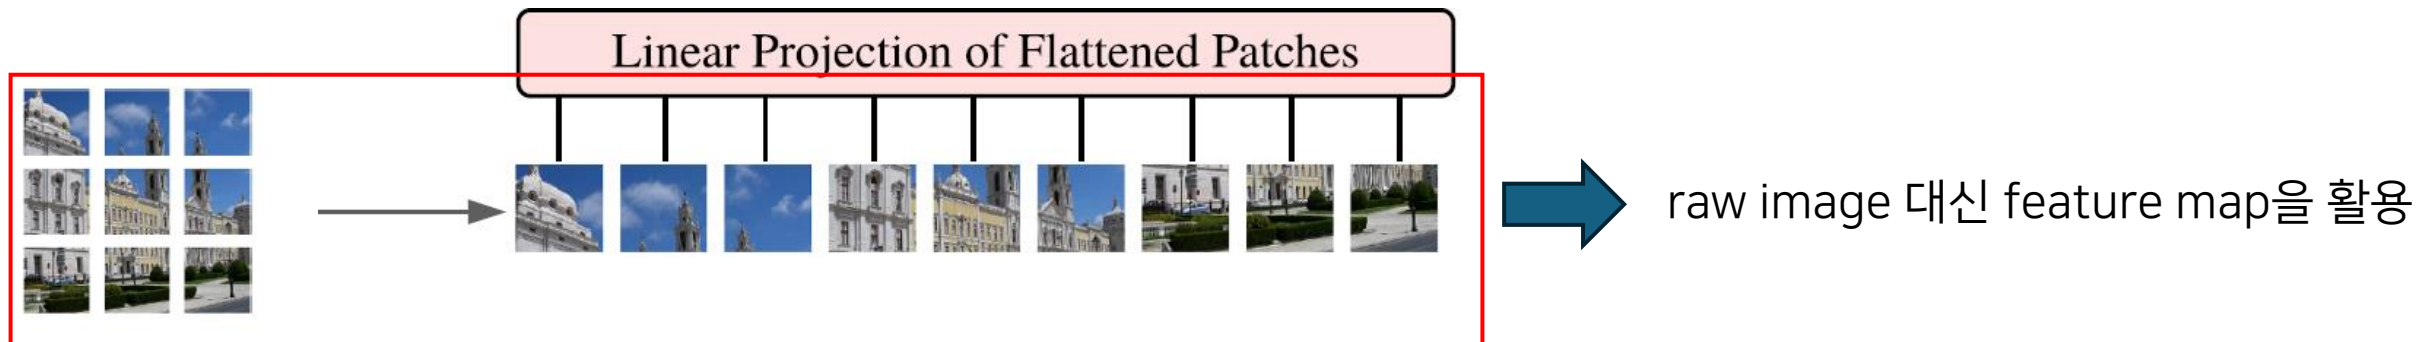 Linear Projection of Flattened Patches
raw image 대신 feature map을 활용